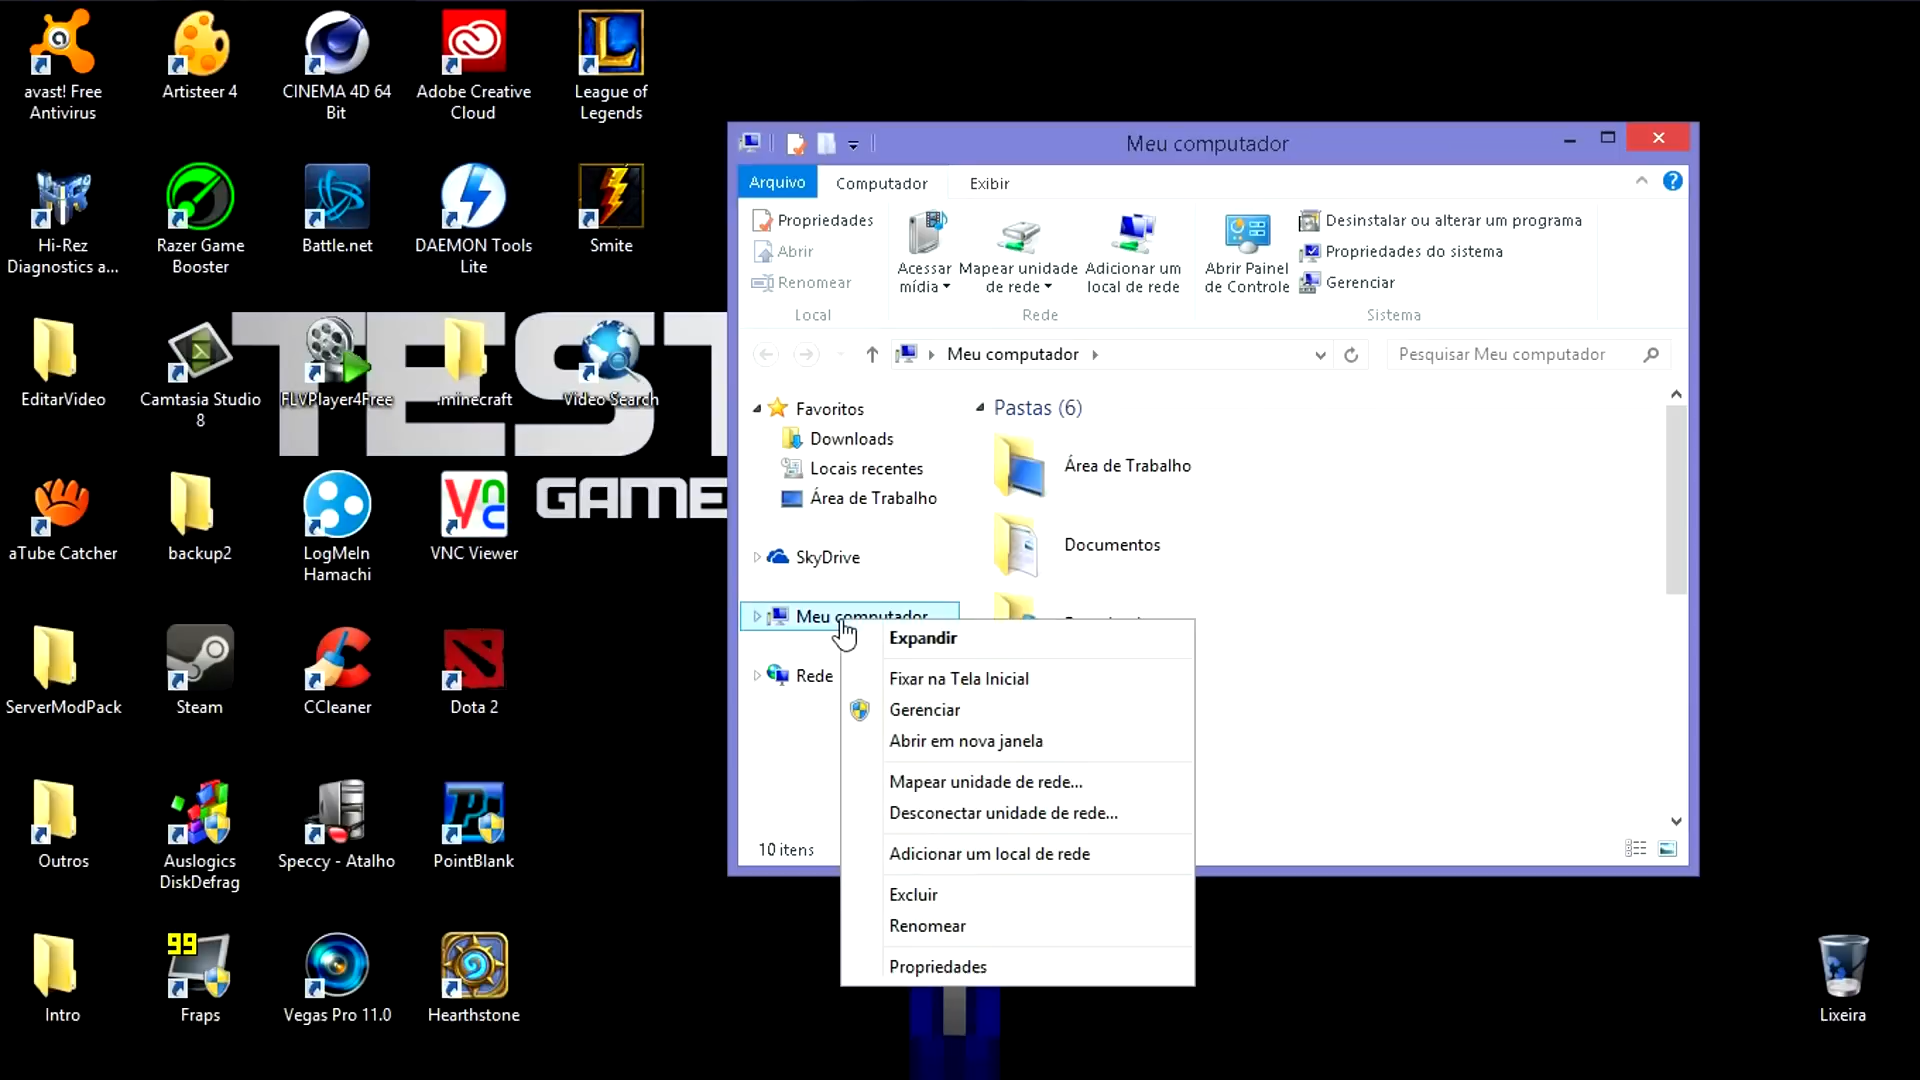 avast! Free
Antivirus
Artisteer 4
CINEMA 4D 64
Bit
Adobe Creative
Cloud
League of
Legends
Hi-Rez
Diagnostics a...
Razer Game
Booster
Battle.net
DAEMON Tools
Lite
Smite
EditarVideo
Camtasia Studio
8
FLVPlayer4Free
.minecraft
Video Search
aTube Catcher
backup2
LogMeIn
Hamachi
VNC Viewer
ServerModPack
Steam
CCleaner
Dota 2
Outros
Auslogics
DiskDefrag
Speccy - Atalho
PointBlank
Intro
99
Fraps
Vegas Pro 11.0
Hearthstone
TEST
GAME
Meu computador
Arquivo
Computador
Exibir
Propriedades
Abrir
Renomear
Local
Acessar
mídia
Mapear unidade
de rede
Adicionar um
local de rede
Rede
Abrir Painel
de Controle
Desinstalar ou alterar um programa
Propriedades do sistema
Gerenciar
Sistema
Meu computador
Pesquisar Meu computador
Favoritos
Downloads
Locais recentes
Área de Trabalho
SkyDrive
Meu computador
Rede
Pastas (6)
Área de Trabalho
Documentos
Expandir
Fixar na Tela Inicial
Gerenciar
Abrir em nova janela
Mapear unidade de rede...
Desconectar unidade de rede...
Adicionar um local de rede
Excluir
Renomear
Propriedades
10 itens
Lixeira